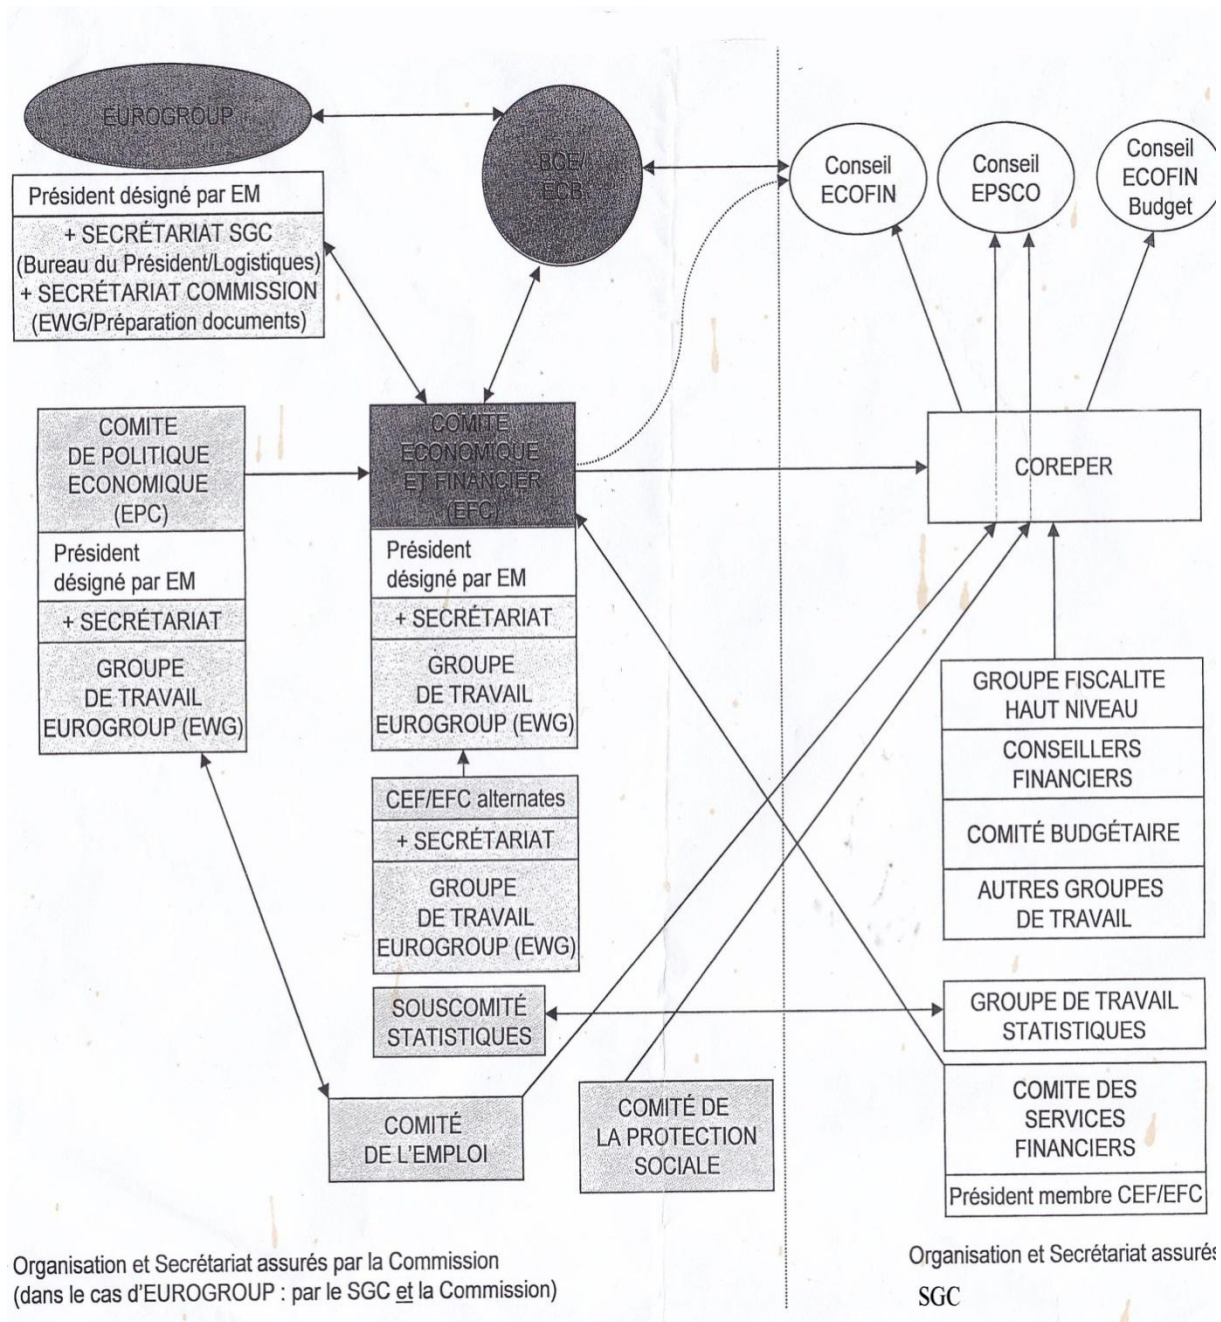 EUROGROUP
BCE/
ECB
Conseil
ECOFIN
Conseil
EPSCO
Conseil
ECOFIN
Budget
Président désigné par EM
+ SECRÉTARIAT SGC
(Bureau du Président/Logistiques)
+ SECRÉTARIAT COMMISSION
(EWG/Préparation documents)
COMITE
DE POLITIQUE
ECONOMIQUE
(EPC)
Président
désigné par EM
+ SECRÉTARIAT
GROUPE
DE TRAVAIL
EUROGROUP (EWG)
COMITE
ECONOMIQUE
ET FINANCIER
(EFC)
Président
désigné par EM
+ SECRÉTARIAT
GROUPE
DE TRAVAIL
EUROGROUP (EWG)
CEF/EFC alternates
+ SECRÉTARIAT
GROUPE
DE TRAVAIL
EUROGROUP (EWG)
SOUSCOMITÉ
STATISTIQUES
COMITÉ
DE L'EMPLOI
COMITÉ DE
LA PROTECTION
SOCIALE
COREPER
GROUPE FISCALITE
HAUT NIVEAU
CONSEILLERS
FINANCIERS
COMITÉ BUDGÉTAIRE
AUTRES GROUPES
DE TRAVAIL
GROUPE DE TRAVAIL
STATISTIQUES
COMITE DES
SERVICES
FINANCIERS
Président membre CEF/EFC
Organisation et Secrétariat assurés par la Commission
(dans le cas d'EUROGROUP : par le SGC et la Commission)
Organisation et Secrétariat assurés
SGC